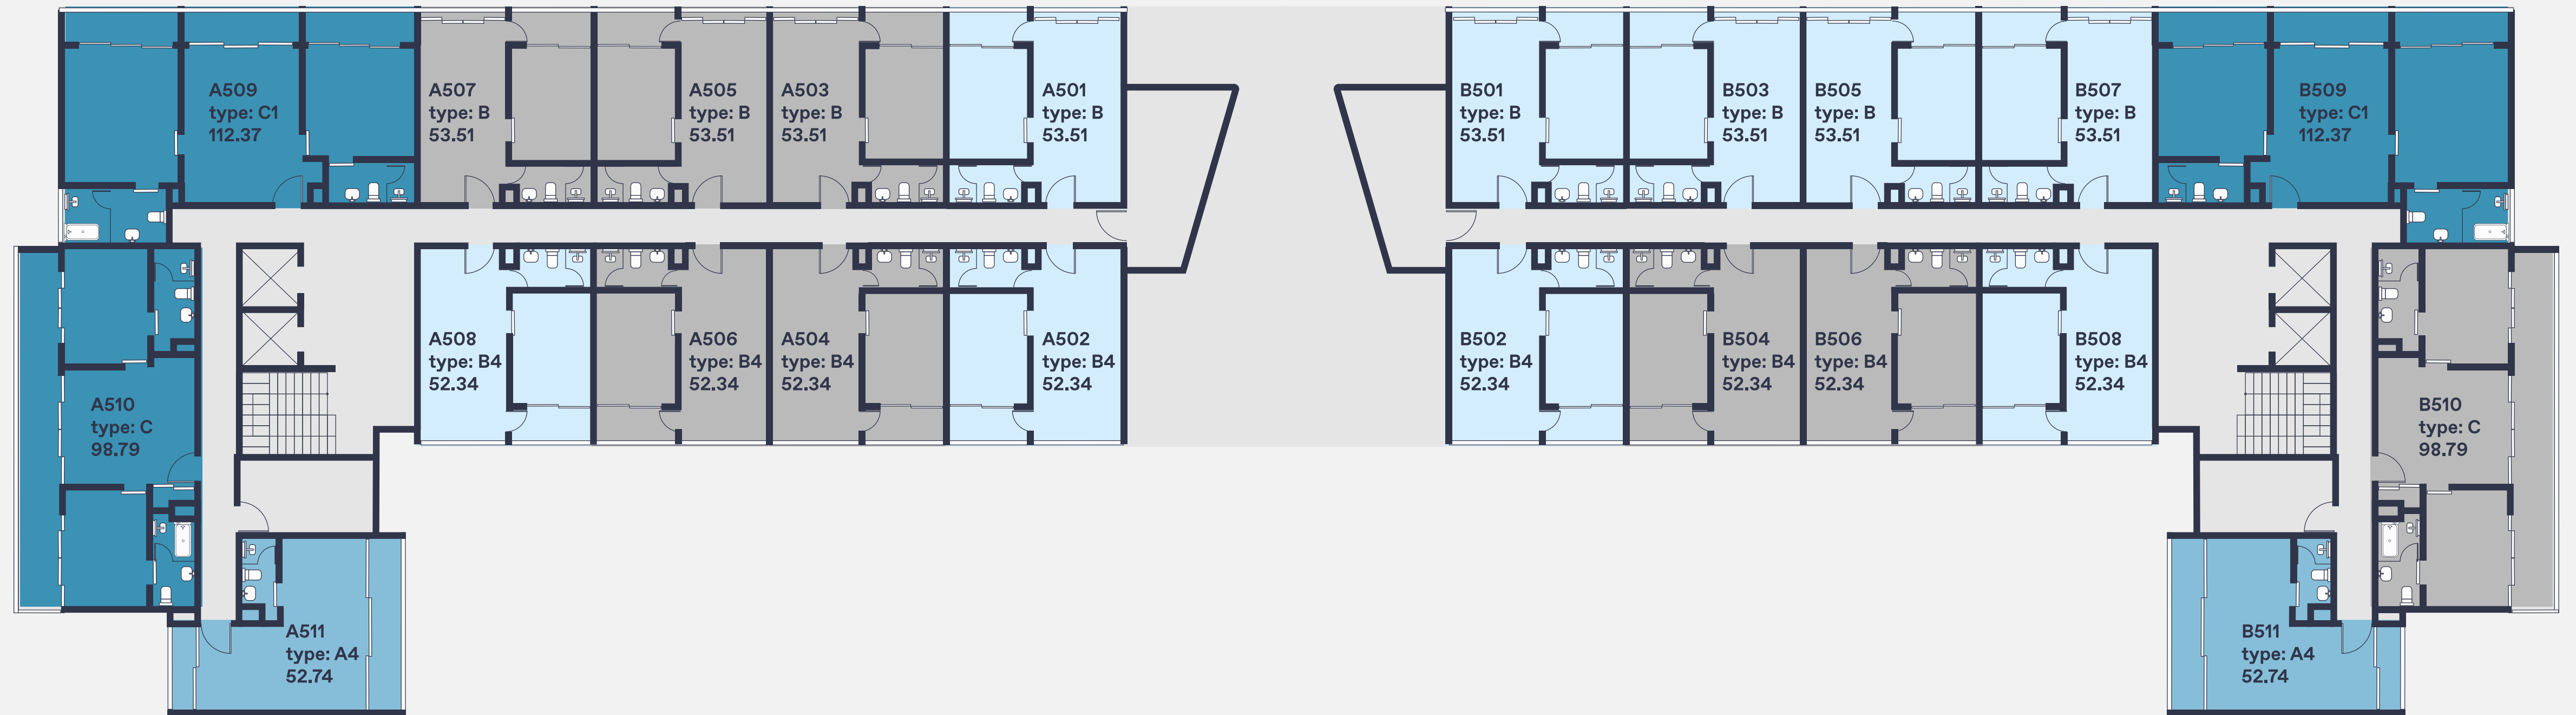 A509
type: C1
112.37
A507
type: B
53.51
A505
type: B
53.51
A503
type: B
53.51
A501
type: B
53.51
B501
type: B
53.51
B503
type: B
53.51
B505
type: B
53.51
B507
type: B
53.51
B509
type: C1
112.37
A508
type: B4
52.34
A506
type: B4
52.34
A504
type: B4
52.34
A502
type: B4
52.34
B502
type: B4
52.34
B504
type: B4
52.34
B506
type: B4
52.34
B508
type: B4
52.34
A510
type: C
98.79
B510
type: C
98.79
A511
type: A4
52.74
B511
type: A4
52.74